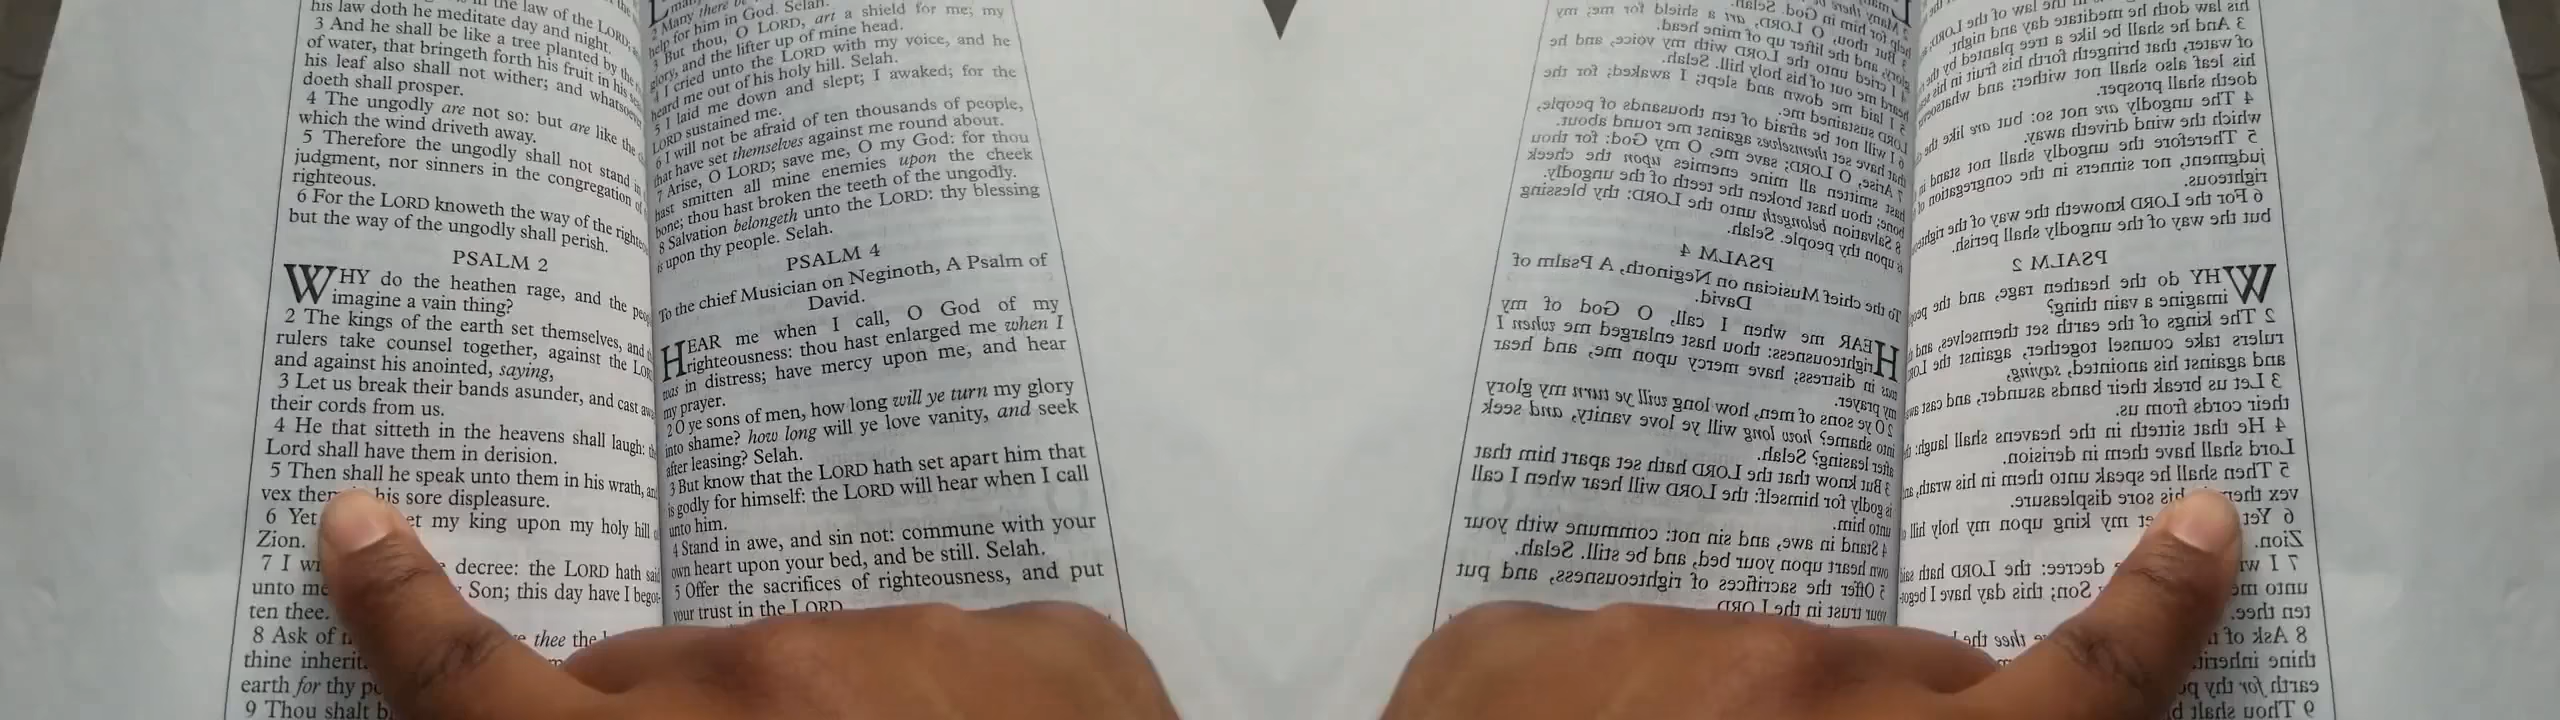 the law of the LORD;
his law doth he meditate day and night.
3 And he shall be like a tree planted by the
of water, that bringeth forth his fruit in his
his leaf also shall not wither; and whatsoever
doeth shall prosper.
4 The ungodly are not so: but are like the
which the wind driveth away.
5 Therefore the ungodly shall not stand in
judgment, nor sinners in the congregation of
righteous.
6 For the LORD knoweth the way of the
but the way of the ungodly shall perish.
PSALM 2
WHY do the heathen rage, and the
imagine a vain thing?
2 The kings of the earth set themselves, and
rulers take counsel together, against the
and against his anointed, saying,
3 Let us break their bands asunder, and cast
their cords from us.
4 He that sitteth in the heavens shall laugh:
Lord shall have them in derision.
5 Then shall he speak unto them in his wrath,
vex his sore displeasure.
6 Yet my king upon my holy hill
Zion.
7 I decree: the LORD hath
unto me Son; this day have I
ten thee.
8 Ask of thee the
thine
earth for thy
9 Thou shalt
2 Many there
help for him in God. Selah.
3 But thou, O LORD, art a shield for me; my
glory, and the lifter up of mine head.
4 I cried unto the LORD with my voice, and he
heard me out of his holy hill. Selah.
5 I laid me down and slept; I awaked; for the
LORD sustained me.
6 I will not be afraid of ten thousands of people,
that have set themselves against me round about.
7 Arise, O LORD; save me, O my God: for thou
hast smitten all mine enemies upon the cheek
bone; thou hast broken the teeth of the ungodly.
8 Salvation belongeth unto the LORD: thy blessing
is upon thy people. Selah.
PSALM 4
To the chief Musician on Neginoth, A Psalm of
David.
HEAR me when I call, O God of my
righteousness: thou hast enlarged me when I
was in distress; have mercy upon me, and hear
my prayer.
2 O ye sons of men, how long will ye turn my glory
into shame? how long will ye love vanity, and seek
after leasing? Selah.
3 But know that the LORD hath set apart him that
is godly for himself: the LORD will hear when I call
unto him.
4 Stand in awe, and sin not: commune with your
own heart upon your bed, and be still. Selah.
5 Offer the sacrifices of righteousness, and put
your trust in the LORD